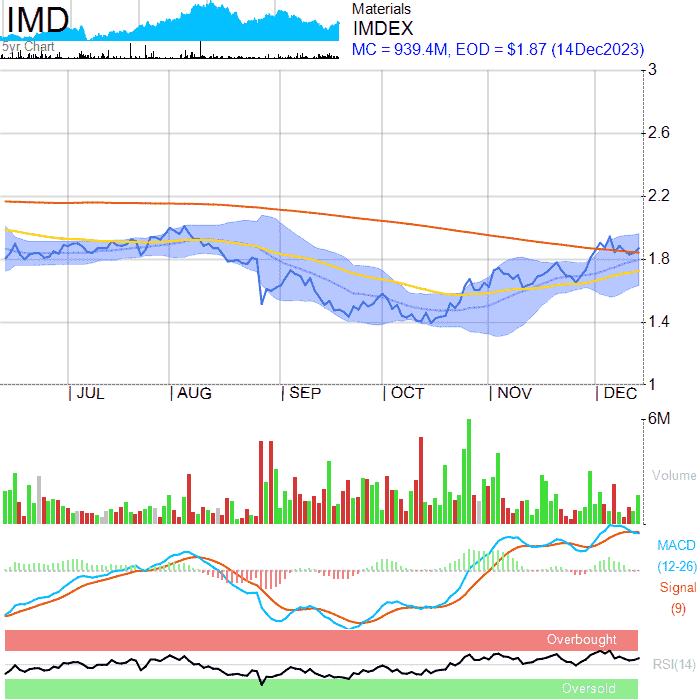 IMD
5yr Chart
Materials
IMDEX
MC = 939.4M, EOD = $1.87 (14Dec2023)
3
2.6
2.2
1.8
1.4
1
JUL AUG SEP OCT NOV DEC
6M
Volume
MACD
(12-26)
Signal
(9)
Overbought
RSI(14)
Oversold